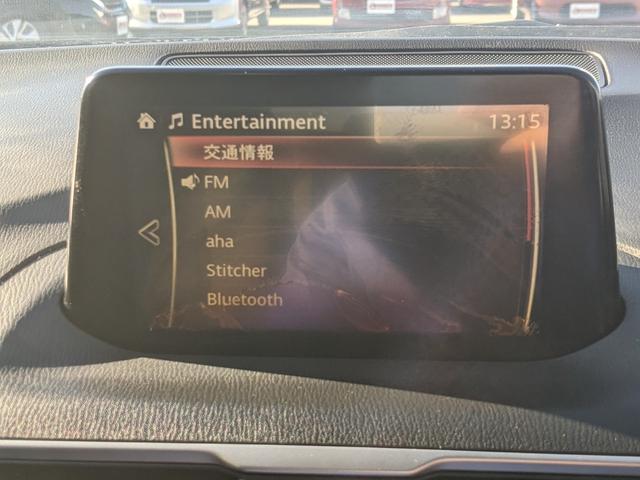 Entertainment 13:15
交通情報
FM
AM
aha
Stitcher
Bluetooth